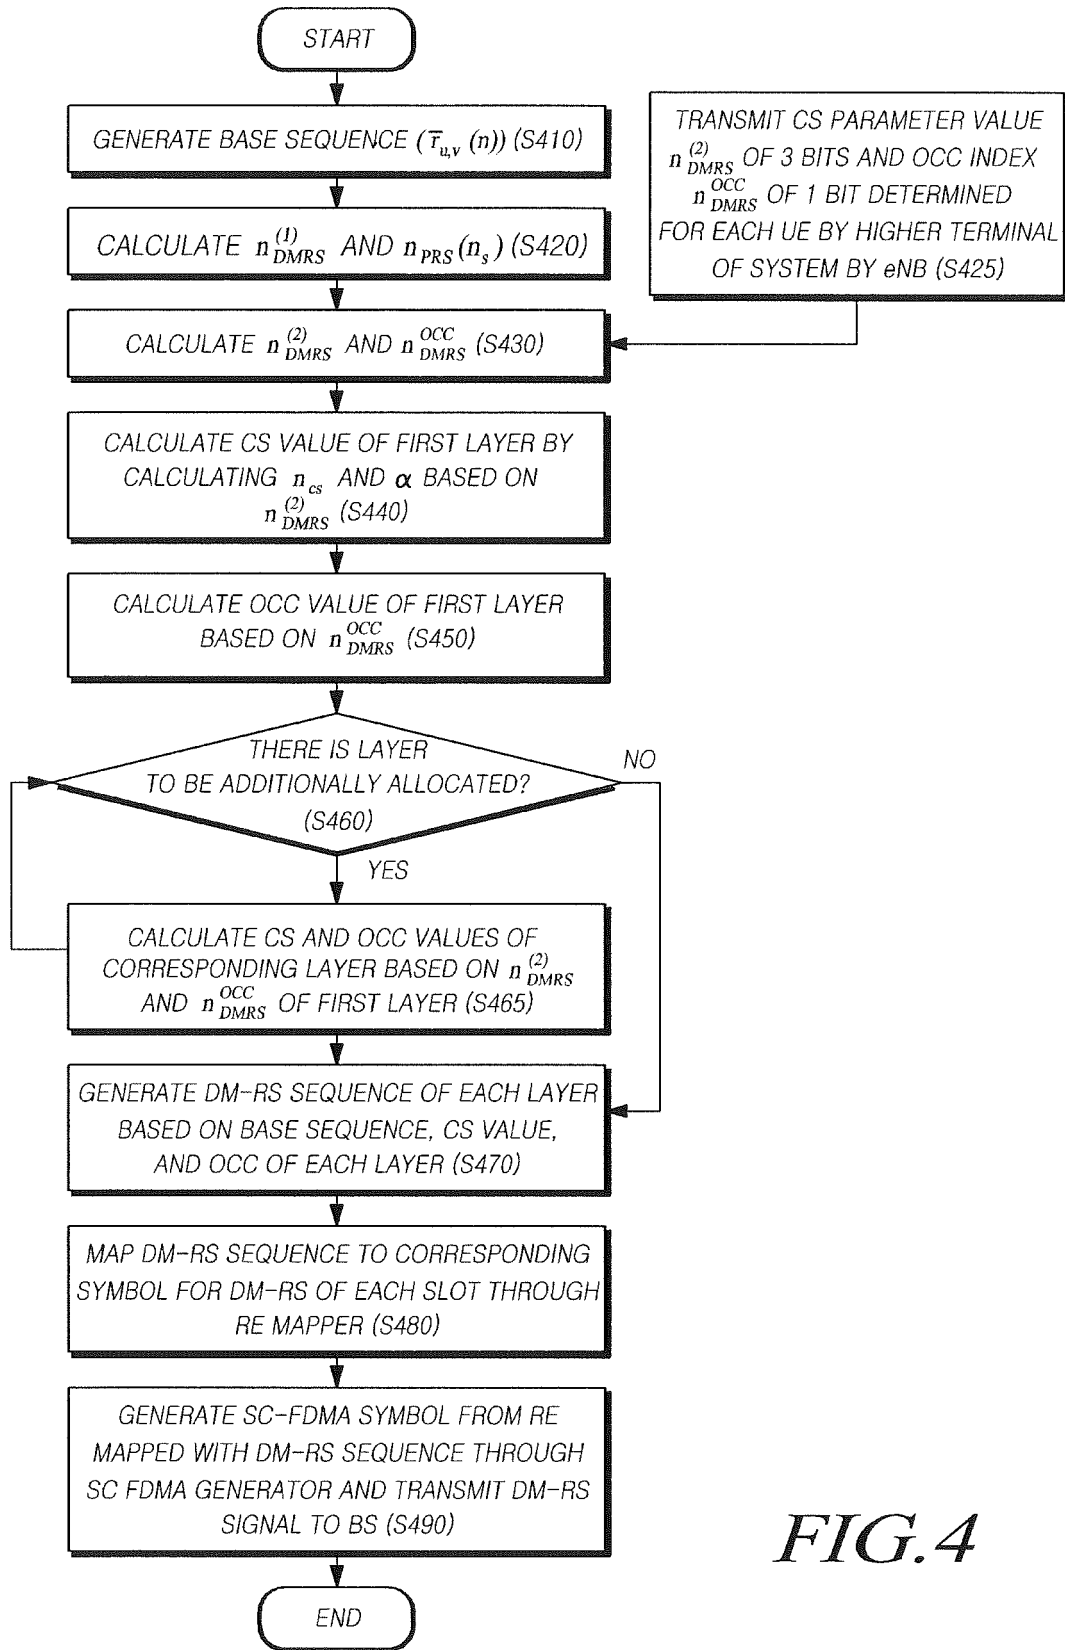 START
GENERATE BASE SEQUENCE (r̄u,v (n)) (S410)
CALCULATE n(1)DMRS AND nPRS(ns) (S420)
TRANSMIT CS PARAMETER VALUE
n(2)DMRS OF 3 BITS AND OCC INDEX
nOCCDMRS OF 1 BIT DETERMINED
FOR EACH UE BY HIGHER TERMINAL
OF SYSTEM BY eNB (S425)
CALCULATE n(2)DMRS AND nOCCDMRS (S430)
CALCULATE CS VALUE OF FIRST LAYER BY
CALCULATING ncs AND α BASED ON
n(2)DMRS (S440)
CALCULATE OCC VALUE OF FIRST LAYER
BASED ON nOCCDMRS (S450)
THERE IS LAYER
TO BE ADDITIONALLY ALLOCATED?
(S460)
NO
YES
CALCULATE CS AND OCC VALUES OF
CORRESPONDING LAYER BASED ON n(2)DMRS
AND nOCCDMRS OF FIRST LAYER (S465)
GENERATE DM-RS SEQUENCE OF EACH LAYER
BASED ON BASE SEQUENCE, CS VALUE,
AND OCC OF EACH LAYER (S470)
MAP DM-RS SEQUENCE TO CORRESPONDING
SYMBOL FOR DM-RS OF EACH SLOT THROUGH
RE MAPPER (S480)
GENERATE SC-FDMA SYMBOL FROM RE
MAPPED WITH DM-RS SEQUENCE THROUGH
SC FDMA GENERATOR AND TRANSMIT DM-RS
SIGNAL TO BS (S490)
END
FIG.4